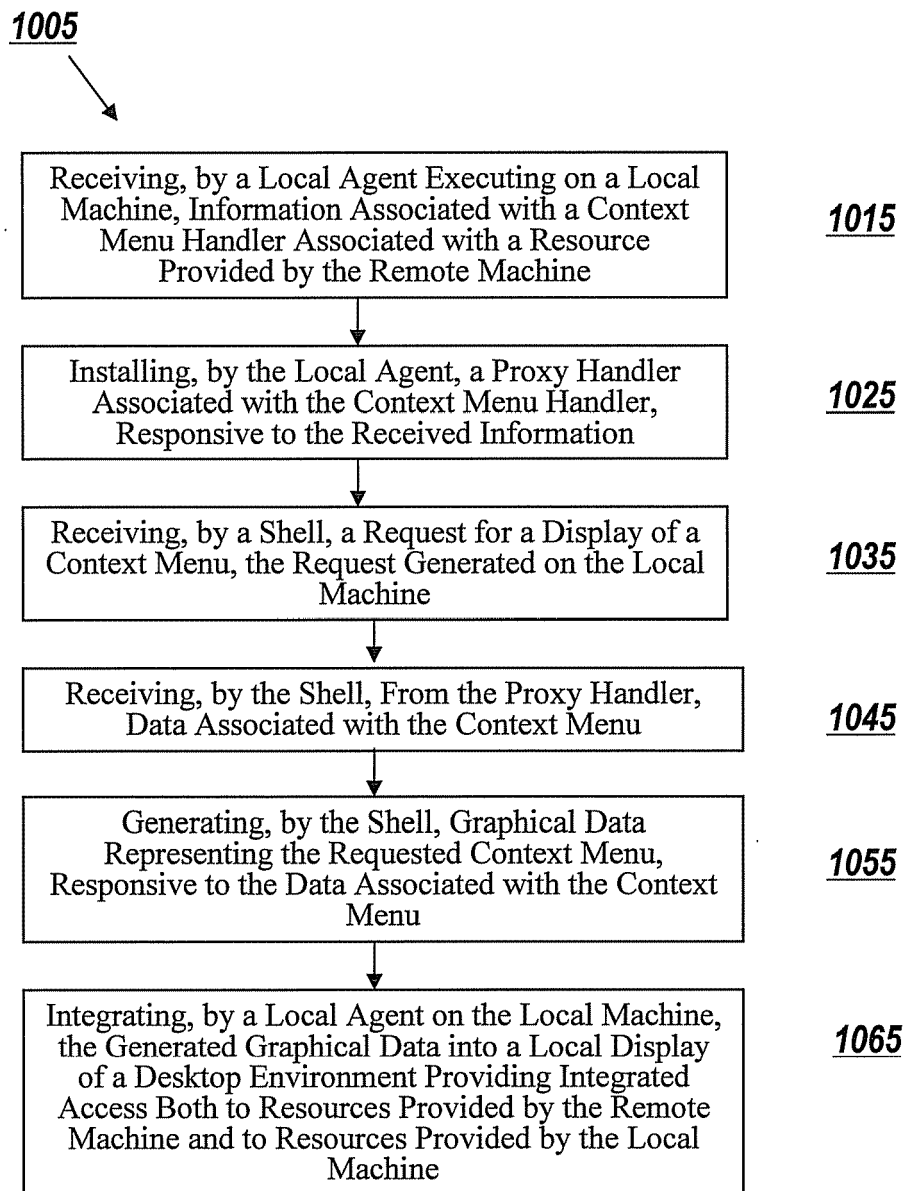 1005
Receiving, by a Local Agent Executing on a Local
Machine, Information Associated with a Context
Menu Handler Associated with a Resource
Provided by the Remote Machine
1015
Installing, by the Local Agent, a Proxy Handler
Associated with the Context Menu Handler,
Responsive to the Received Information
1025
Receiving, by a Shell, a Request for a Display of a
Context Menu, the Request Generated on the Local
Machine
1035
Receiving, by the Shell, From the Proxy Handler,
Data Associated with the Context Menu
1045
Generating, by the Shell, Graphical Data
Representing the Requested Context Menu,
Responsive to the Data Associated with the Context
Menu
1055
Integrating, by a Local Agent on the Local Machine,
the Generated Graphical Data into a Local Display
of a Desktop Environment Providing Integrated
Access Both to Resources Provided by the Remote
Machine and to Resources Provided by the Local
Machine
1065